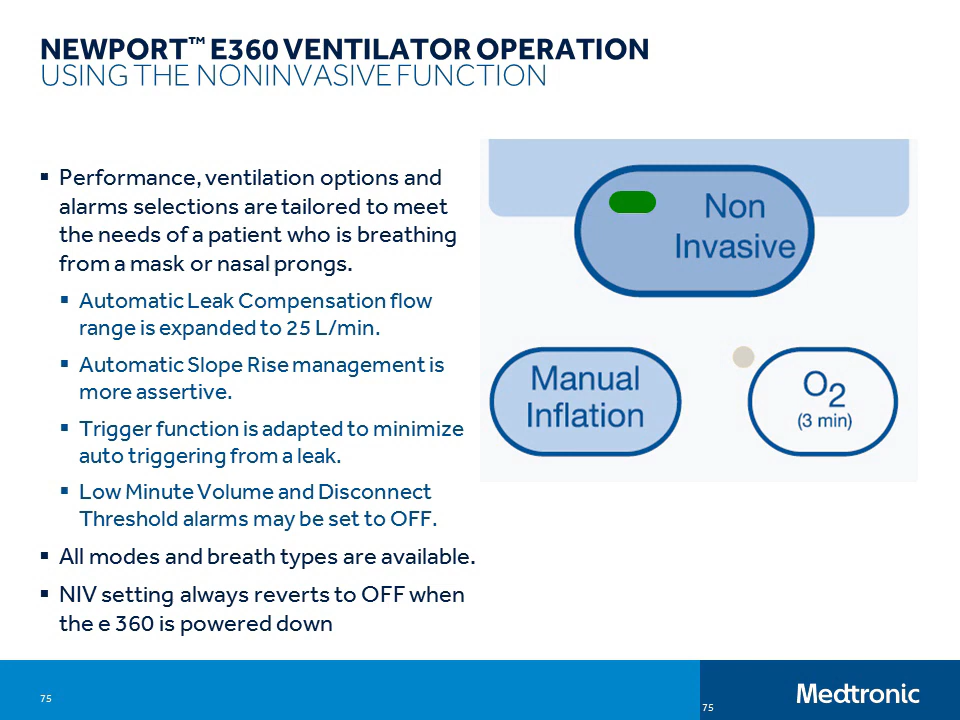 NEWPORT™ E360 VENTILATOR OPERATION
USING THE NONINVASIVE FUNCTION
▪ Performance, ventilation options and
alarms selections are tailored to meet
the needs of a patient who is breathing
from a mask or nasal prongs.
▪ Automatic Leak Compensation flow
range is expanded to 25 L/min.
▪ Automatic Slope Rise management is
more assertive.
▪ Trigger function is adapted to minimize
auto triggering from a leak.
▪ Low Minute Volume and Disconnect
Threshold alarms may be set to OFF.
▪ All modes and breath types are available.
▪ NIV setting always reverts to OFF when
the e 360 is powered down
Non
Invasive
Manual
Inflation
O2
(3 min)
75
75
Medtronic